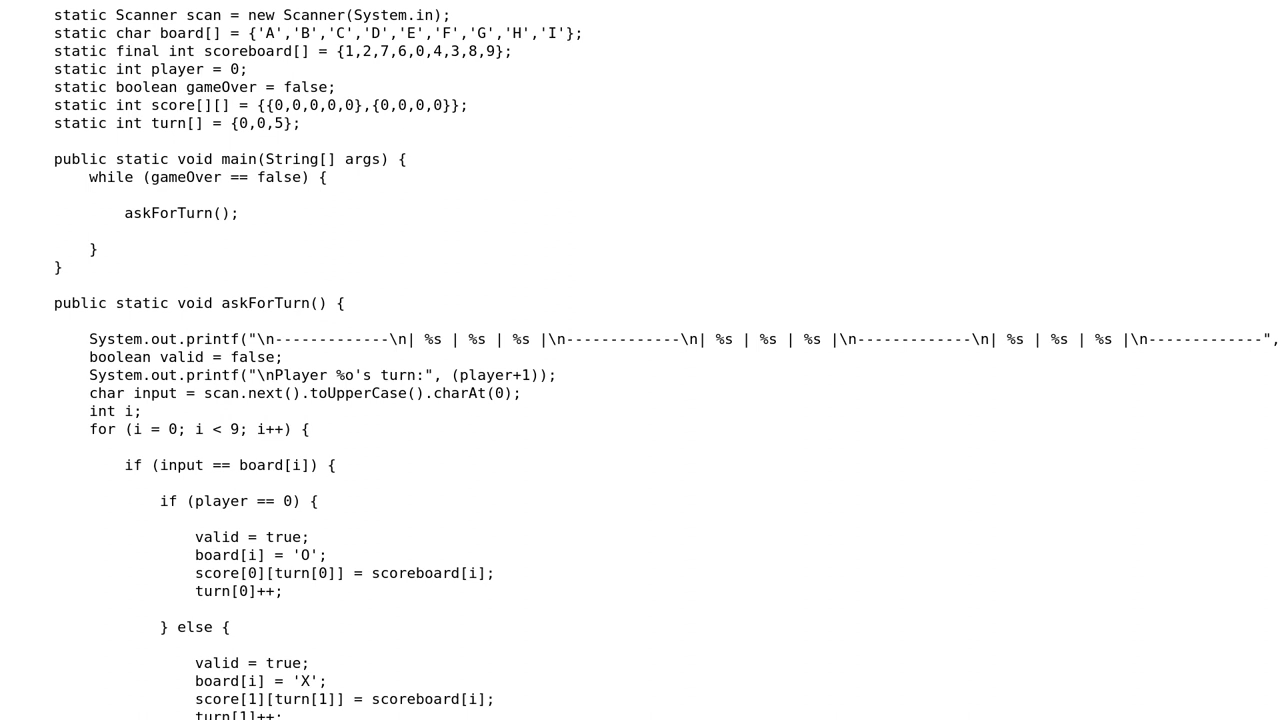 static Scanner scan = new Scanner(System.in);
static char board[] = {'A','B','C','D','E','F','G','H','I'};
static final int scoreboard[] = {1,2,7,6,0,4,3,8,9};
static int player = 0;
static boolean gameOver = false;
static int score[][] = {{0,0,0,0,0},{0,0,0,0}};
static int turn[] = {0,0,5};
public static void main(String[] args) {
while (gameOver == false) {
askForTurn();
}
}
public static void askForTurn() {
System.out.printf("\n-------------\n| %s | %s | %s |\n-------------\n| %s | %s | %s |\n-------------\n| %s | %s | %s |\n-------------",
boolean valid = false;
System.out.printf("\nPlayer %o's turn:", (player+1));
char input = scan.next().toUpperCase().charAt(0);
int i;
for (i = 0; i < 9; i++) {
if (input == board[i]) {
if (player == 0) {
valid = true;
board[i] = 'O';
score[0][turn[0]] = scoreboard[i];
turn[0]++;
} else {
valid = true;
board[i] = 'X';
score[1][turn[1]] = scoreboard[i];
turn[1]++;